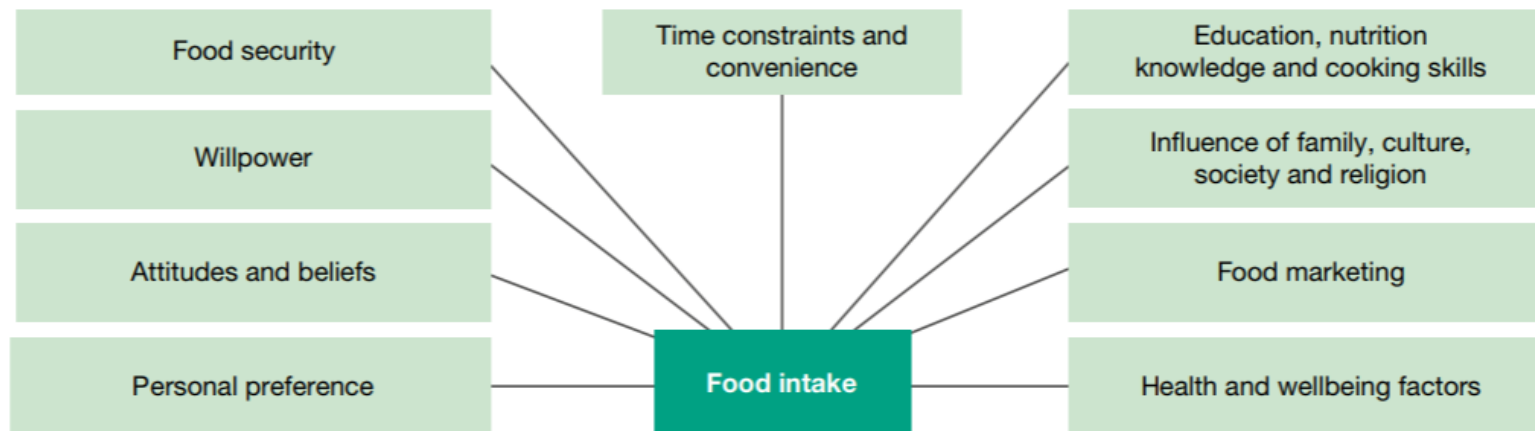 Food security
Time constraints and
convenience
Education, nutrition
knowledge and cooking skills
Willpower
Influence of family, culture,
society and religion
Attitudes and beliefs
Food marketing
Personal preference
Food intake
Health and wellbeing factors